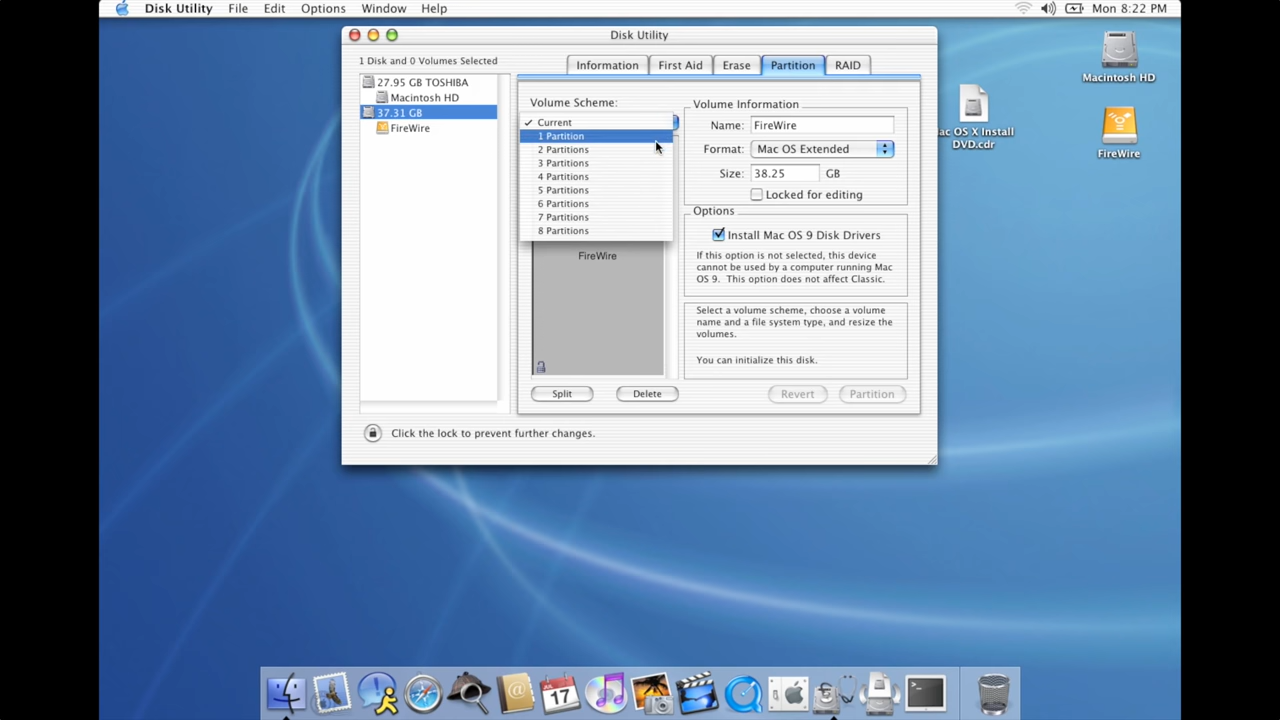 Disk Utility File Edit Options Window Help Mon 8:22 PM
Disk Utility
1 Disk and 0 Volumes Selected
27.95 GB TOSHIBA
Macintosh HD
37.31 GB
FireWire
Information First Aid Erase Partition RAID
Volume Scheme:
Current
1 Partition
2 Partitions
3 Partitions
4 Partitions
5 Partitions
6 Partitions
7 Partitions
8 Partitions
FireWire
Split Delete
Volume Information
Name: FireWire
Format: Mac OS Extended
Size: 38.25 GB
Locked for editing
Options
Install Mac OS 9 Disk Drivers
If this option is not selected, this device
cannot be used by a computer running Mac
OS 9. This option does not affect Classic.
Select a volume scheme, choose a volume
name and a file system type, and resize the
volumes.
You can initialize this disk.
Revert Partition
Click the lock to prevent further changes.
Macintosh HD
ac OS X Install
DVD.cdr
FireWire
JUL
17